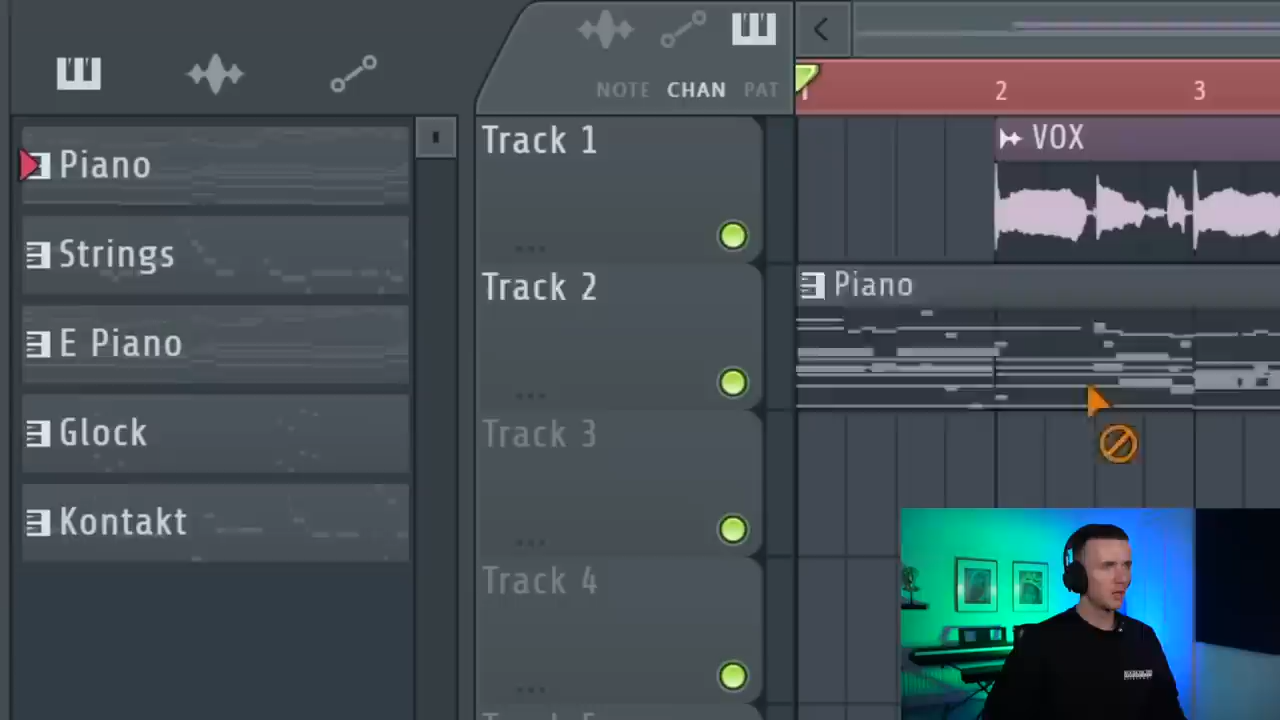 NOTE CHAN PAT
1 2 3
Piano
Strings
E Piano
Glock
Kontakt
Track 1
VOX
Track 2
Piano
Track 3
Track 4